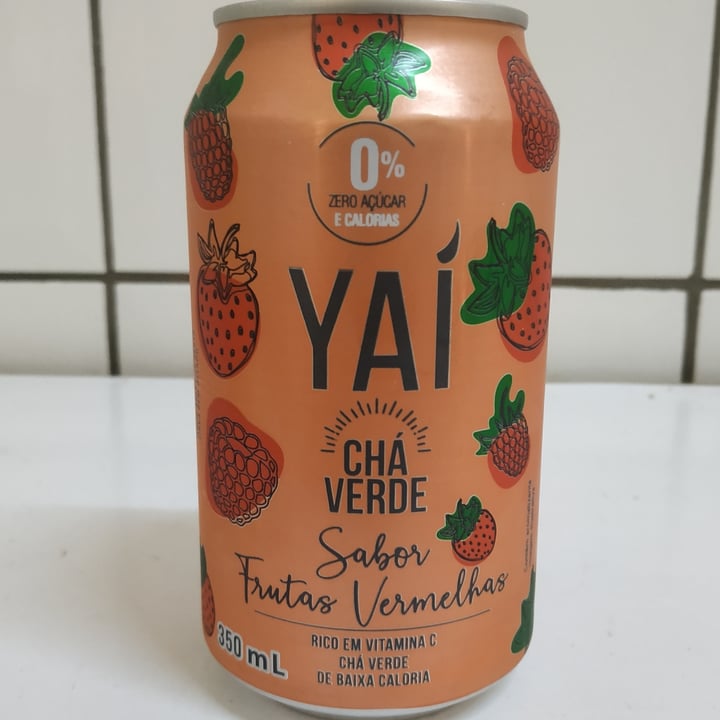 0%
ZERO AÇÚCAR
E CALORIAS
YAÍ
CHÁ
VERDE
Sabor
Frutas Vermelhas
350 mL
RICO EM VITAMINA C
CHÁ VERDE
DE BAIXA CALORIA